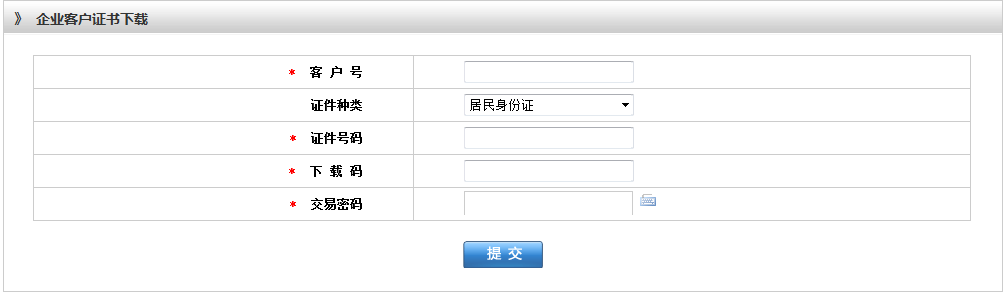 》 企业客户证书下载
* 客 户 号
证件种类 居民身份证
* 证件号码
* 下 载 码
* 交易密码
提 交